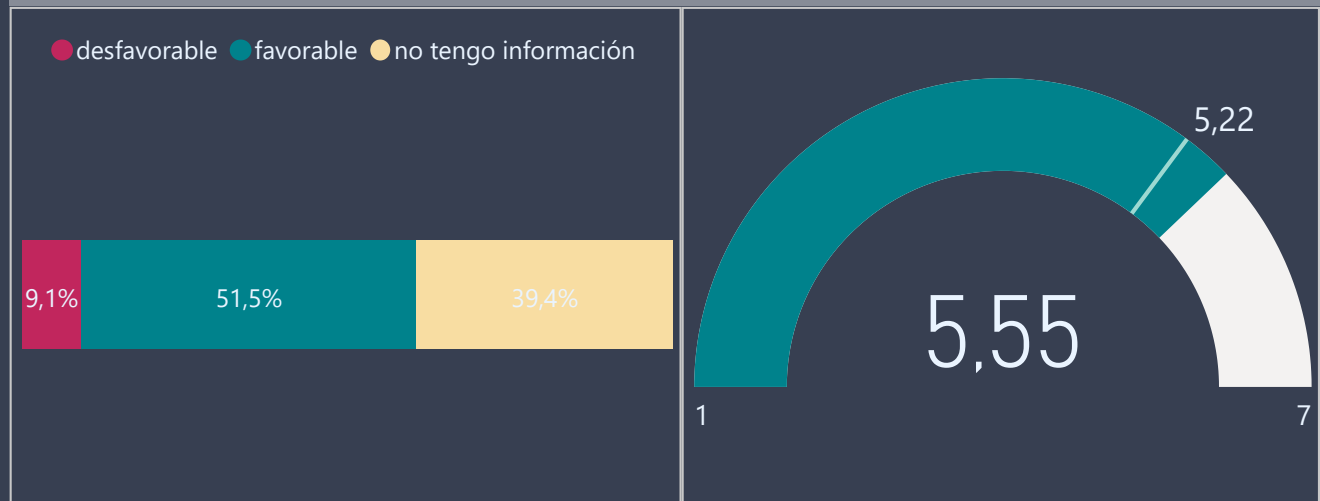 desfavorable favorable no tengo información
9,1% 51,5% 39,4%
5,22
5,55
1 7